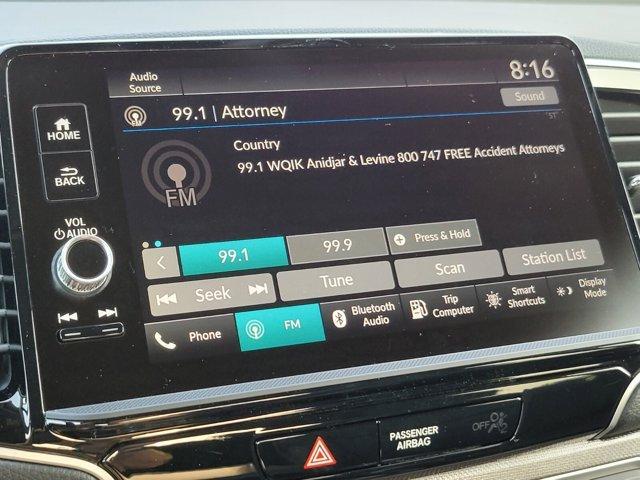 Audio
Source
8:16
FM
99.1 | Attorney
Sound
ST
HOME
Country
99.1 WQIK Anidjar & Levine 800 747 FREE Accident Attorneys
BACK
FM
VOL
AUDIO
99.1
99.9
Press & Hold
Seek
Tune
Scan
Station List
Phone
FM
Bluetooth
Audio
Trip
Computer
Smart
Shortcuts
Display
Mode
PASSENGER
AIRBAG
OFF